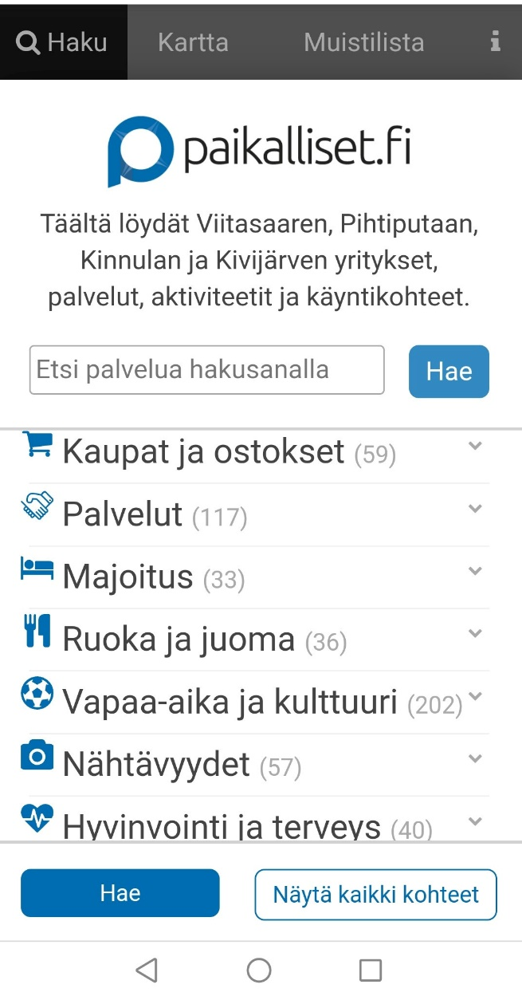 Haku Kartta Muistilista i
paikalliset.fi
Täältä löydät Viitasaaren, Pihtiputaan,
Kinnulan ja Kivijärven yritykset,
palvelut, aktiviteetit ja käyntikohteet.
Etsi palvelua hakusanalla Hae
Kaupat ja ostokset (59)
Palvelut (117)
Majoitus (33)
Ruoka ja juoma (36)
Vapaa-aika ja kulttuuri (202)
Nähtävyydet (57)
Hyvinvointi ja terveys (40)
Hae Näytä kaikki kohteet